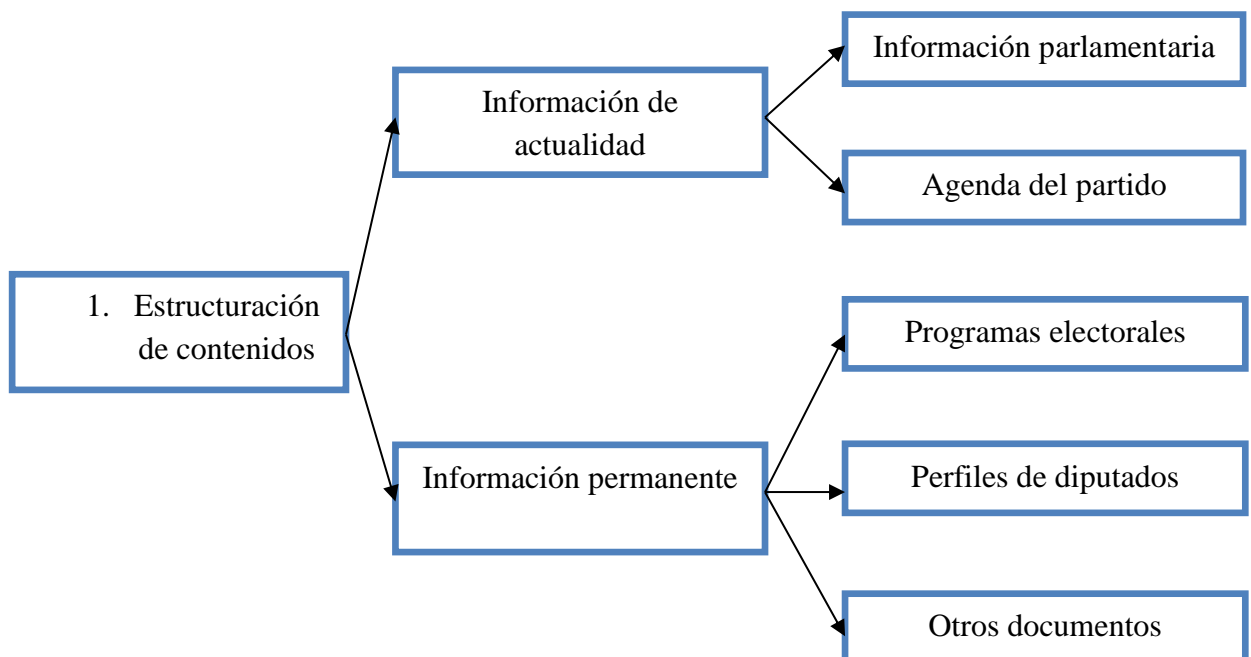 Información parlamentaria
Información de
actualidad
Agenda del partido
1. Estructuración
de contenidos
Programas electorales
Información permanente
Perfiles de diputados
Otros documentos